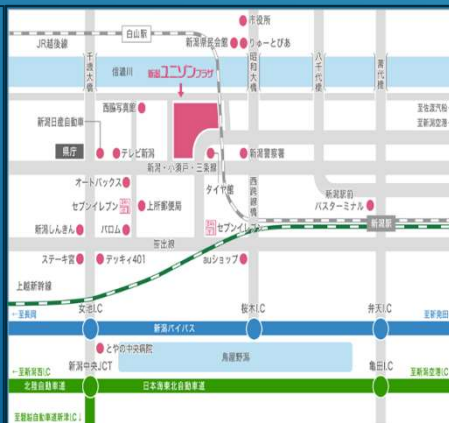 市役所
白山駅
JR越後線
新潟県民会館
りゅーとぴあ
千歳大橋
昭和大橋
八千代橋
萬代橋
信濃川
新潟ユニゾンプラザ
西脇写真館
至佐渡汽船→
至新潟空港→
新潟日産自動車
県庁
テレビ新潟
新潟警察署
新潟・小須戸・三条線
オートバックス
タイヤ館
西跨線橋
セブンイレブン
上所郵便局
新潟駅前
バスターミナル
新潟駅
新潟しんきん
パロム
セブンイレブン
笹出線
ステーキ宮
デッキィ401
auショップ
上越新幹線
女池I.C
桜木I.C
弁天I.C
←至長岡
新潟バイパス
至新発田
とやの中央病院
鳥屋野潟
新潟中央JCT
亀田I.C
←至新潟西I.C
至新潟空港I.C
北陸自動車道
日本海東北自動車道
至磐越自動車道新津I.C↓